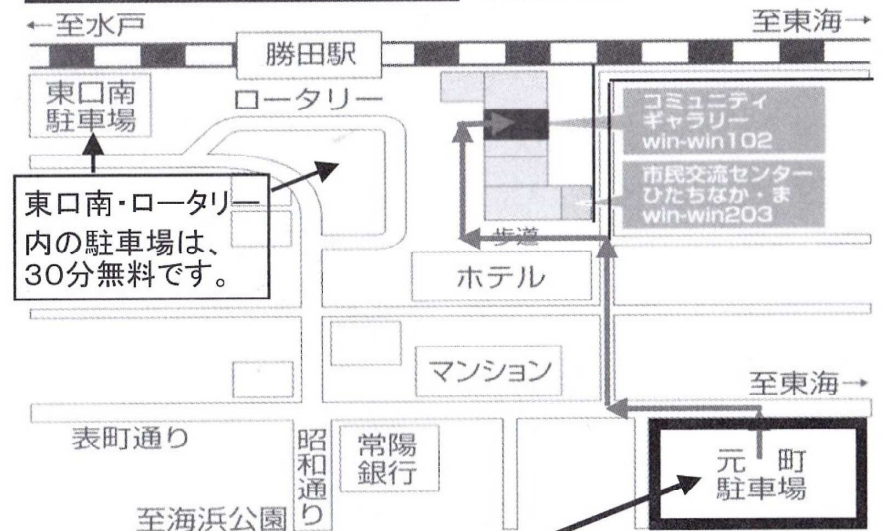 ←至水戸
至東海→
勝田駅
東口南
駐車場
ロータリー
コミュニティ
ギャラリー
win-win102
市民交流センター
ひたちなか・ま
win-win203
東口南・ロータリー
内の駐車場は、
30分無料です。
歩道
ホテル
マンション
至東海→
表町通り
昭和通り
常陽
銀行
元町
駐車場
至海浜公園